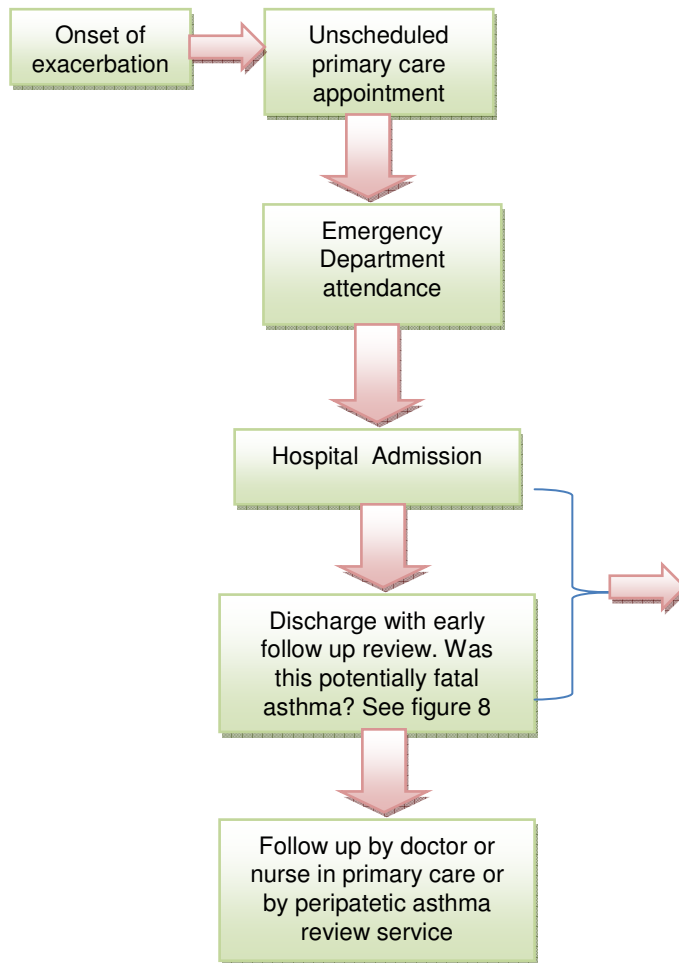 Onset of
exacerbation
Unscheduled
primary care
appointment
Emergency
Department
attendance
Hospital Admission
Discharge with early
follow up review. Was
this potentially fatal
asthma? See figure 8
Follow up by doctor or
nurse in primary care or
by peripatetic asthma
review service